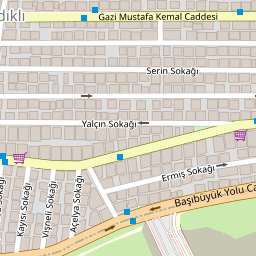 dıklı
Gazi Mustafa Kemal Caddesi
Serin Sokağı
Yalçın Sokağı
Ermiş Sokağı
Kayısı Sokağı
Vişneli Sokağı
Açelya Sokağı
Başıbüyük Yolu Ca